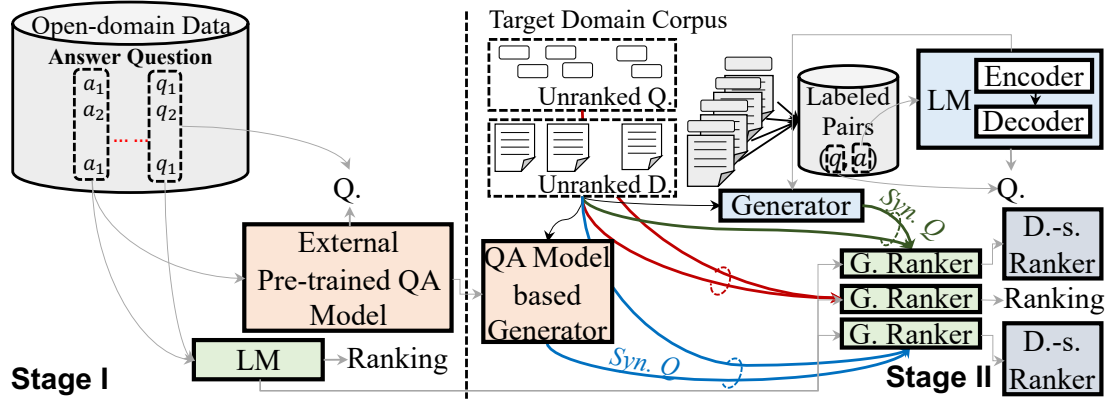 Open-domain Data
Answer Question
a₁ q₁
a₂ q₂
... ...
a₁ q₁
Q.
External
Pre-trained QA
Model
LM
Ranking
Stage I
Target Domain Corpus
Unranked Q.
Unranked D.
Labeled
Pairs
(q, a)
LM
Encoder
Decoder
Q.
Generator
Syn. Q
QA Model
based
Generator
Syn. Q
G. Ranker
G. Ranker
G. Ranker
D.-s.
Ranker
Ranking
D.-s.
Ranker
Stage II